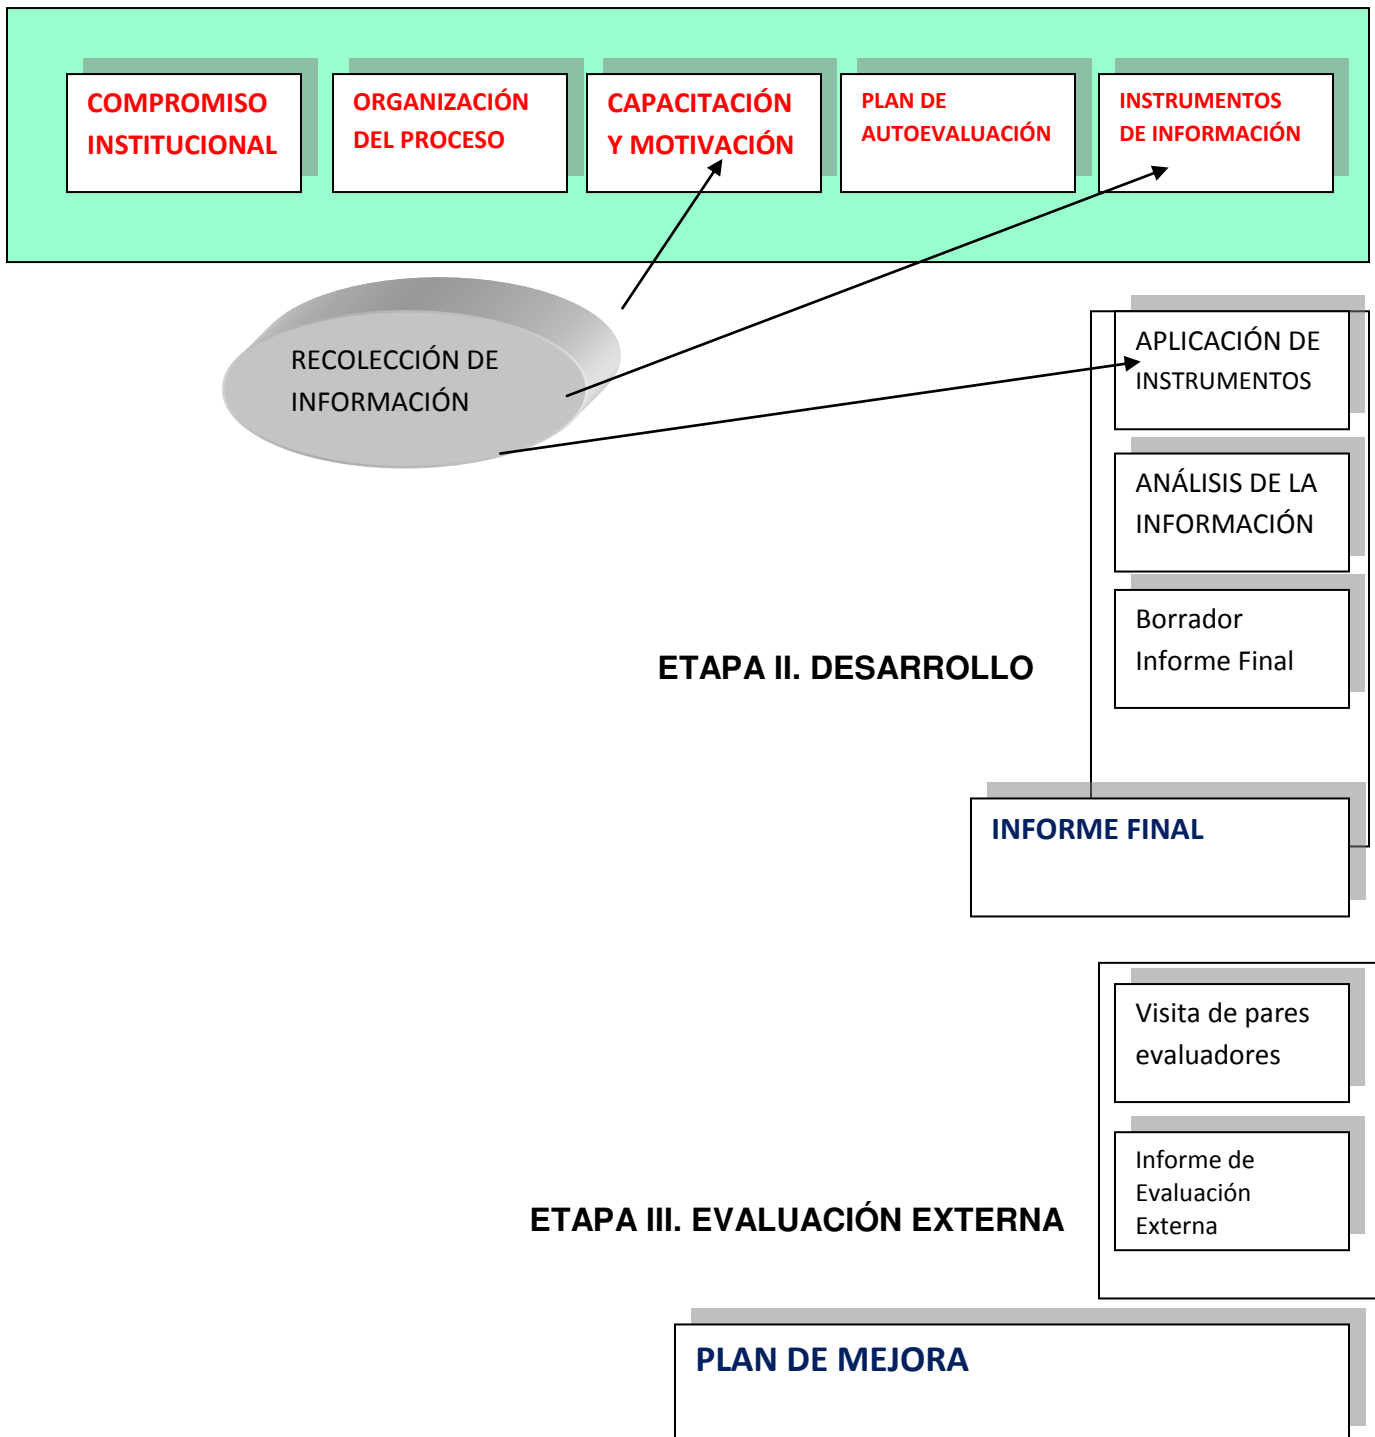 COMPROMISO
INSTITUCIONAL
ORGANIZACIÓN
DEL PROCESO
CAPACITACIÓN
Y MOTIVACIÓN
PLAN DE
AUTOEVALUACIÓN
INSTRUMENTOS
DE INFORMACIÓN
RECOLECCIÓN DE
INFORMACIÓN
APLICACIÓN DE
INSTRUMENTOS
ANÁLISIS DE LA
INFORMACIÓN
Borrador
Informe Final
ETAPA II. DESARROLLO
INFORME FINAL
Visita de pares
evaluadores
Informe de
Evaluación
Externa
ETAPA III. EVALUACIÓN EXTERNA
PLAN DE MEJORA